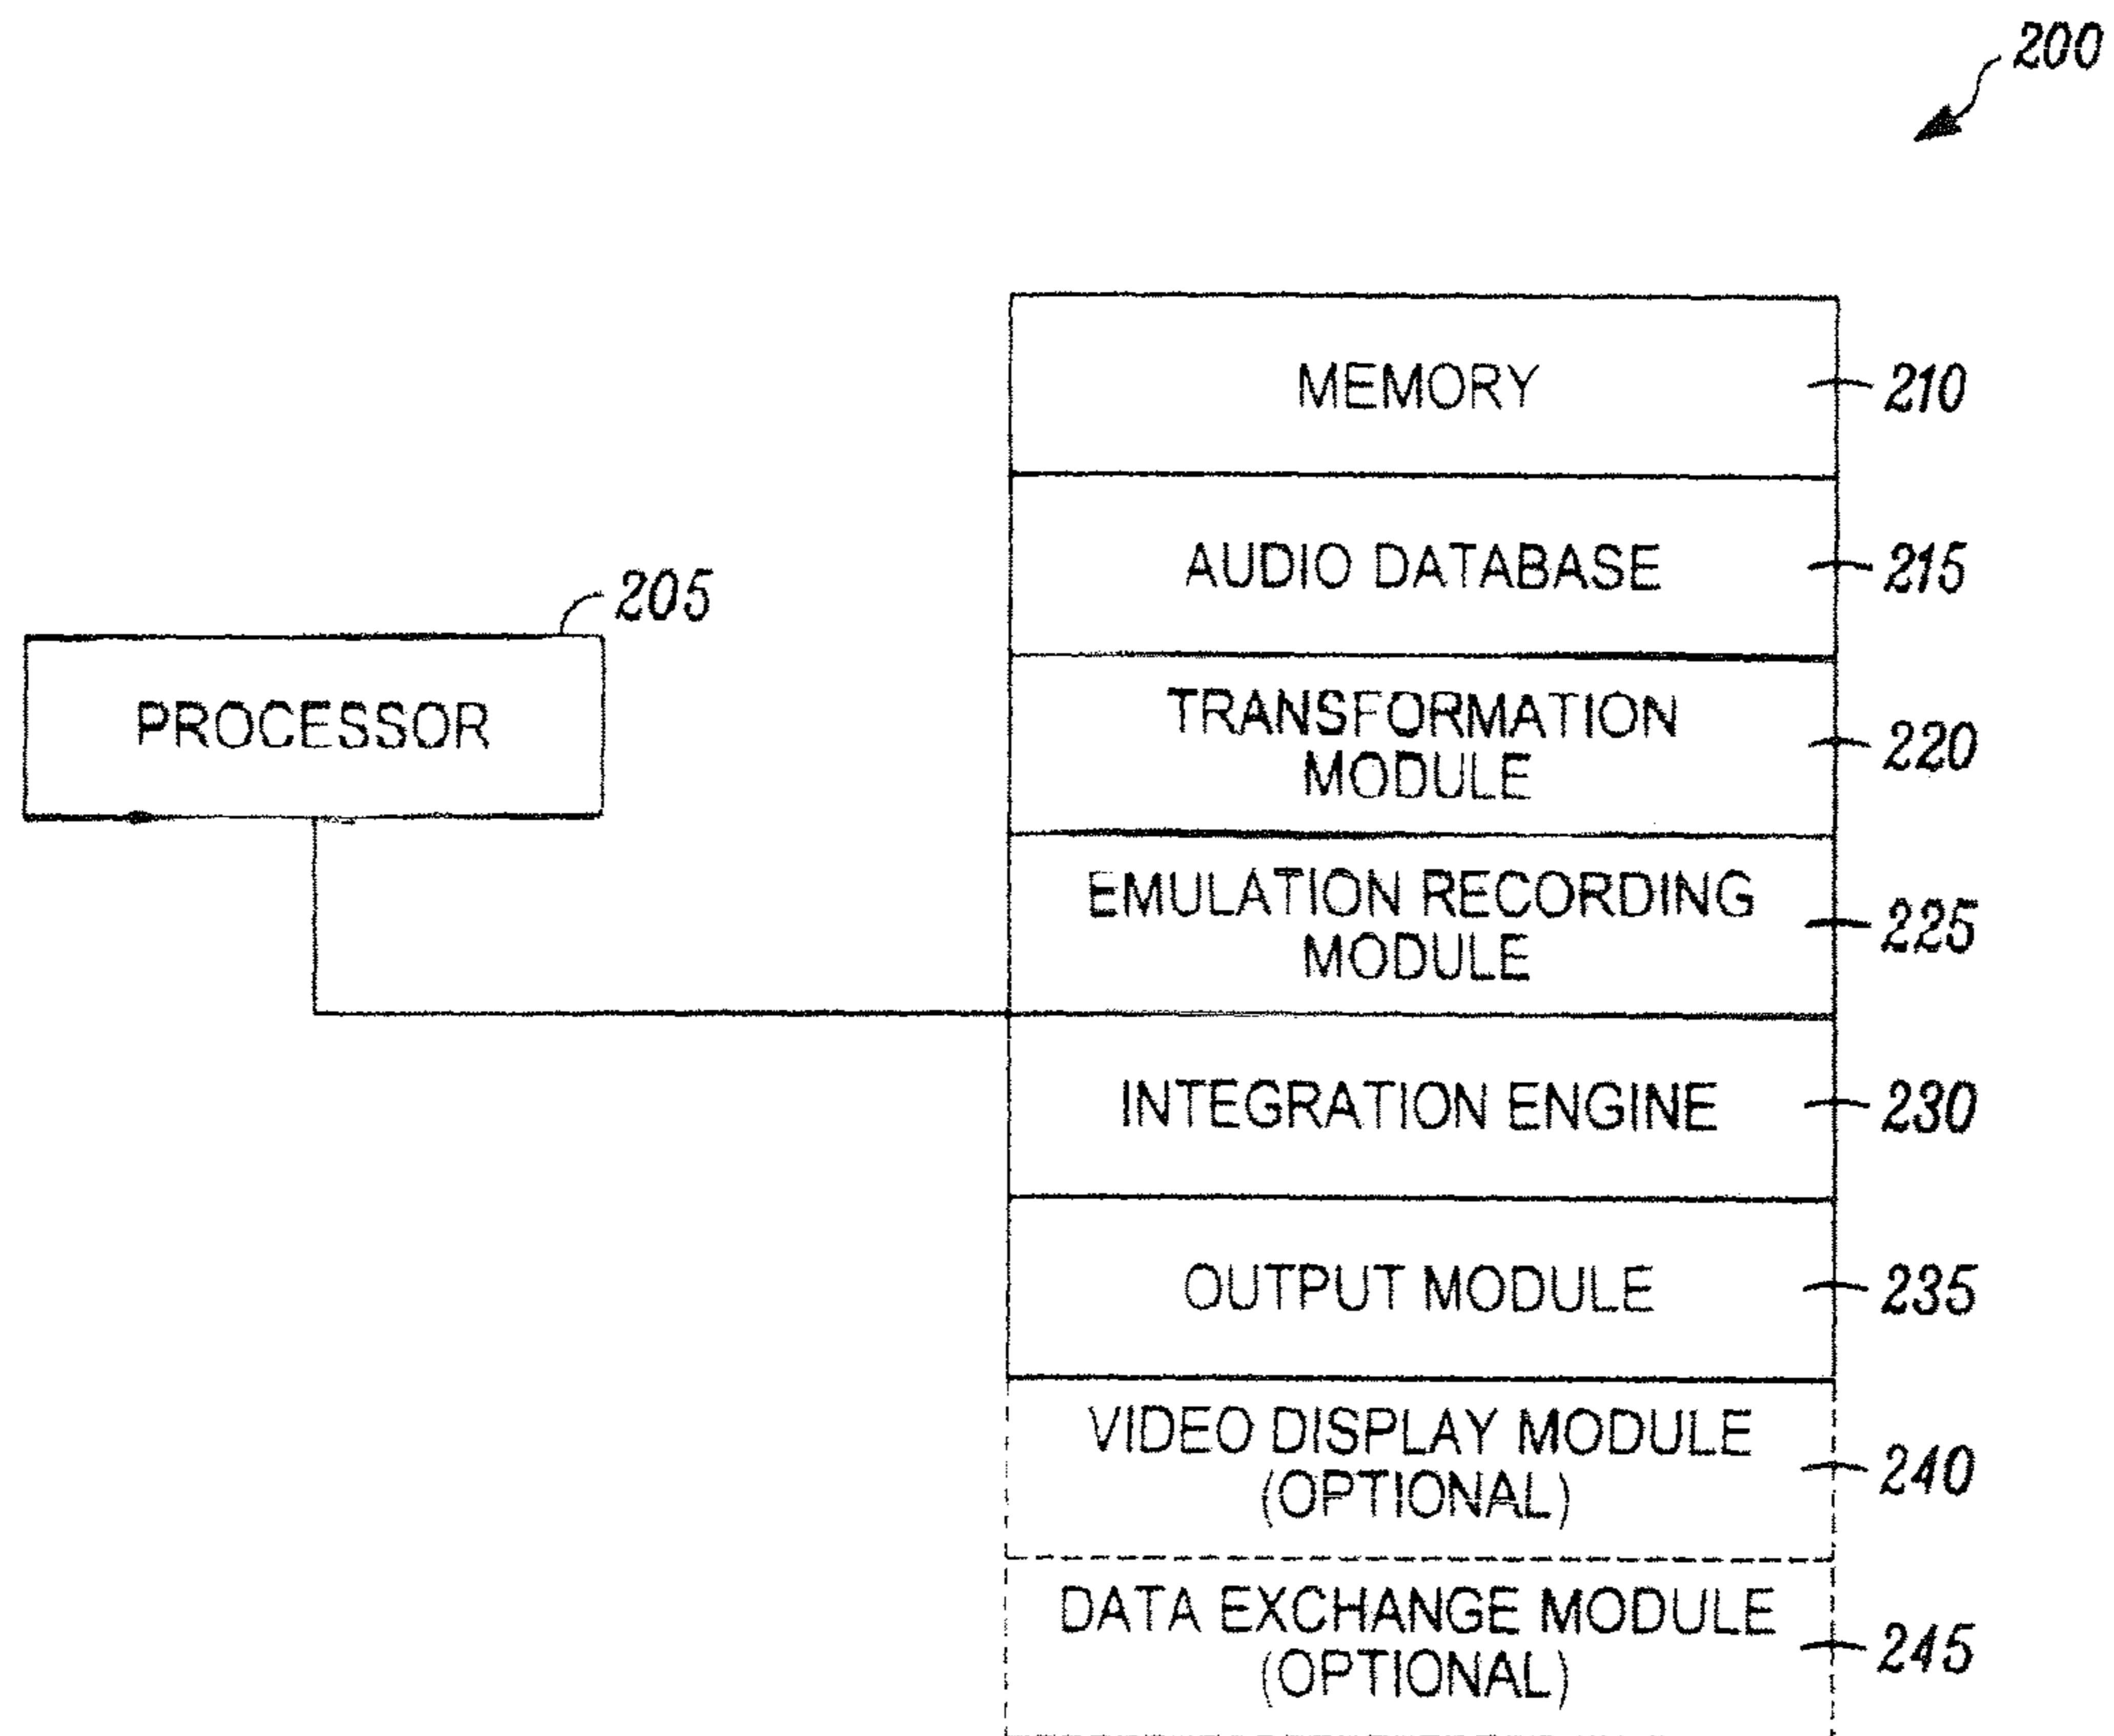 200
MEMORY
210
AUDIO DATABASE
215
205
PROCESSOR
TRANSFORMATION
MODULE
220
EMULATION RECORDING
MODULE
225
INTEGRATION ENGINE
230
OUTPUT MODULE
235
VIDEO DISPLAY MODULE
(OPTIONAL)
240
DATA EXCHANGE MODULE
(OPTIONAL)
245